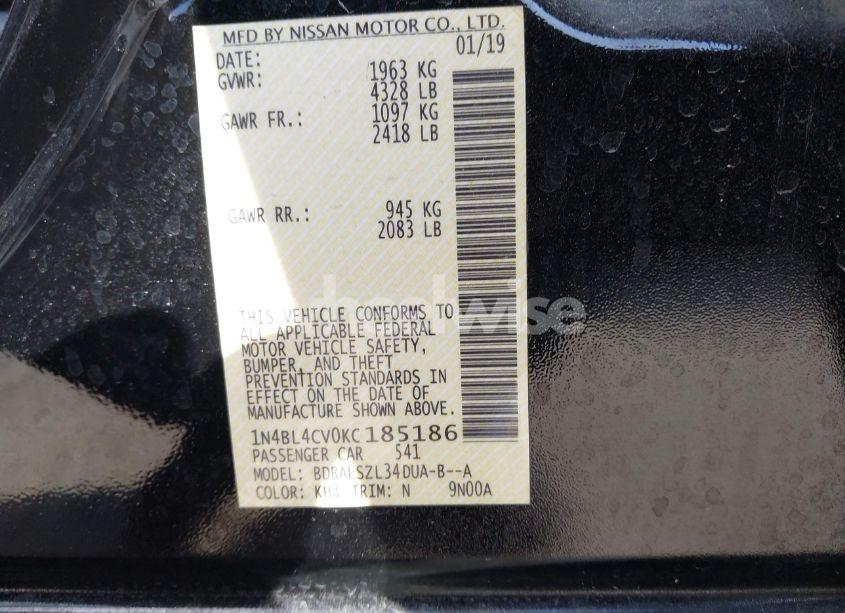 MFD BY NISSAN MOTOR CO., LTD.
DATE: 01/19
GVWR: 1963 KG
4328 LB
GAWR FR.: 1097 KG
2418 LB
GAWR RR.: 945 KG
2083 LB
THIS VEHICLE CONFORMS TO
ALL APPLICABLE FEDERAL
MOTOR VEHICLE SAFETY,
BUMPER, AND THEFT
PREVENTION STANDARDS IN
EFFECT ON THE DATE OF
MANUFACTURE SHOWN ABOVE.
1N4BL4CV0KC185186
PASSENGER CAR 541
MODEL: BDBALSZL34DUA-B--A
COLOR: KH3 TRIM: N 9N00A